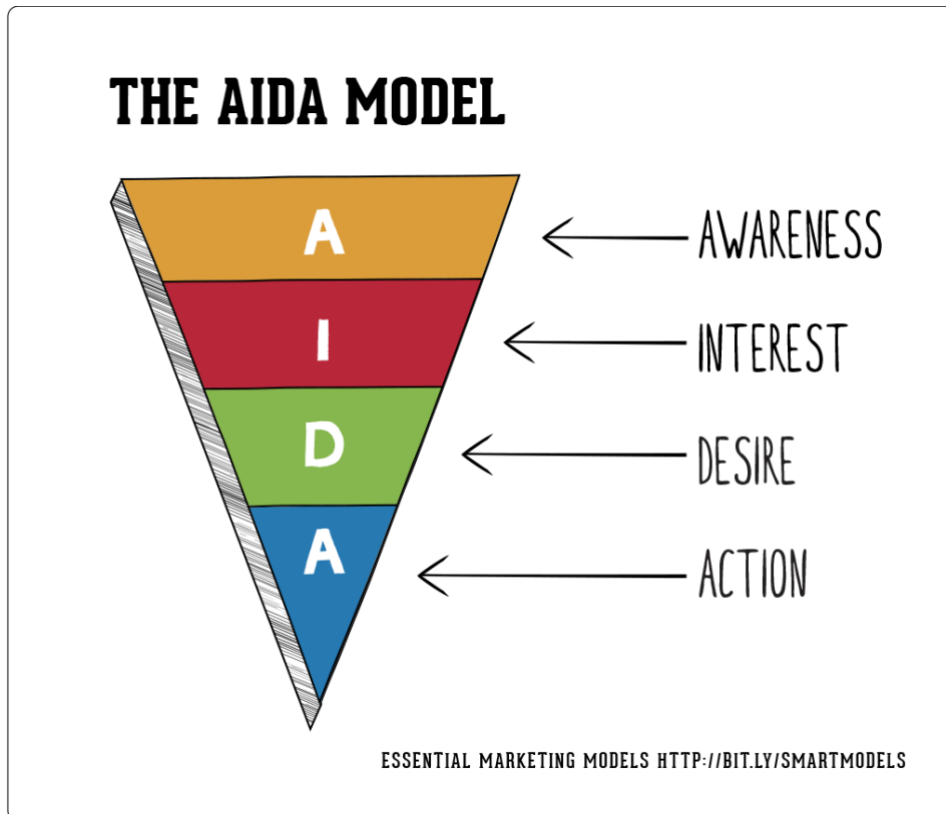 THE AIDA MODEL
A
AWARENESS
I
INTEREST
D
DESIRE
A
ACTION
ESSENTIAL MARKETING MODELS HTTP://BIT.LY/SMARTMODELS